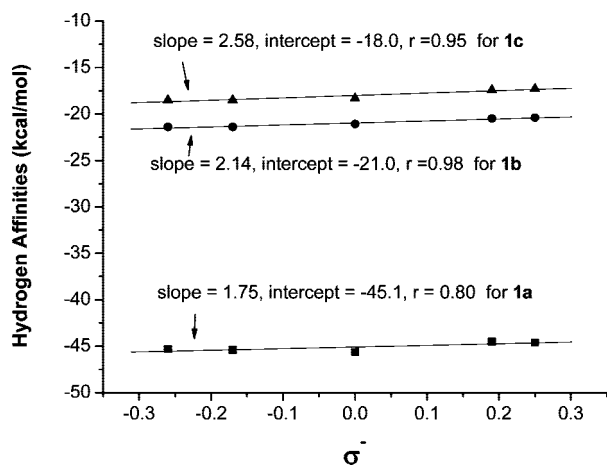 -10
slope = 2.58, intercept = -18.0, r =0.95 for 1c
-15
-20
slope = 2.14, intercept = -21.0, r =0.98 for 1b
-25
-30
-35
slope = 1.75, intercept = -45.1, r = 0.80 for 1a
-40
-45
-50
Hydrogen Affinities (kcal/mol)
-0.3 -0.2 -0.1 0.0 0.1 0.2 0.3
σ-